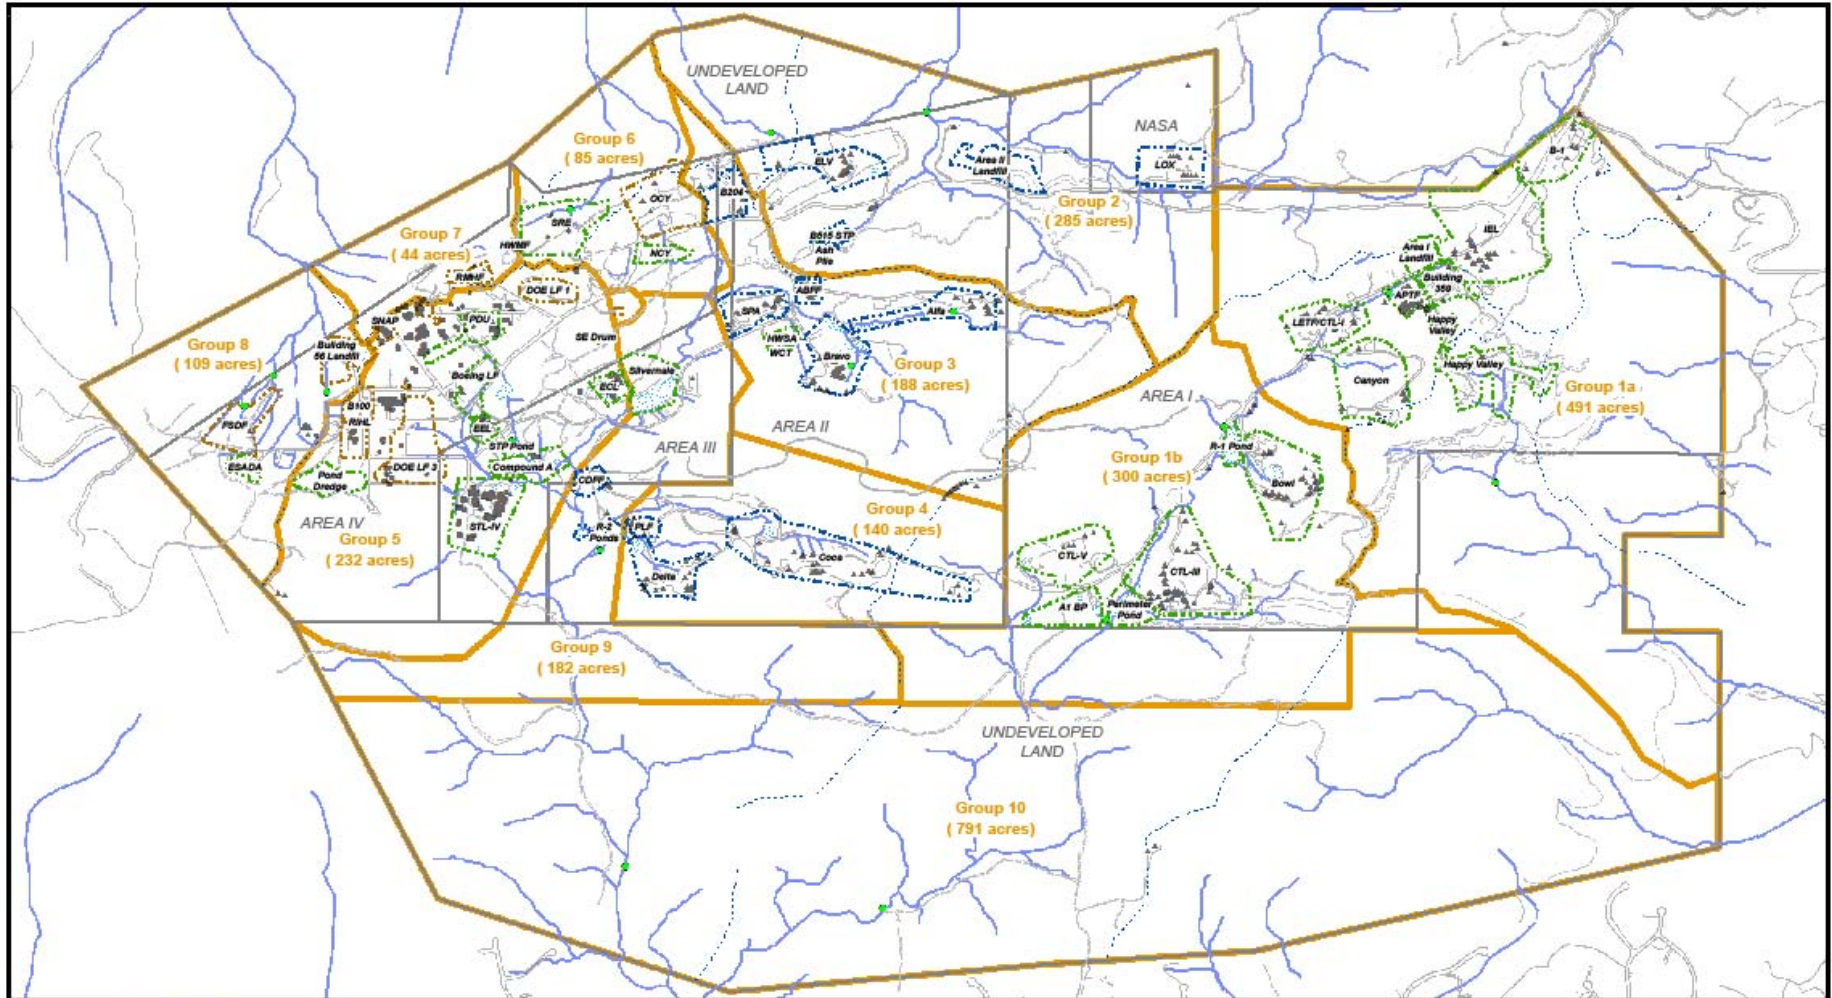 UNDEVELOPED
LAND
NASA
Group 6
( 85 acres)
ELV
Area II
Landfill
LOX
B-1
B204
OCY
Group 2
( 285 acres)
SRE
HWMF
NCY
B515 STP
Ash
Pile
IEL
Area I
Landfill
Group 7
( 44 acres)
RMHF
DOE LF 1
ABFF
Building
359
APTF
SNAP
PDU
SPA
Alfa
LETF/CTL-I
Happy
Valley
SE Drum
HWSA
WCT
Bravo
Group 8
( 109 acres)
Building
56 Landfill
Boeing LF
Silvernale
ECL
Group 3
( 188 acres)
Canyon
Happy Valley
Group 1a
( 491 acres)
AREA I
FSDF
B100
RIHL
EEL
AREA II
STP Pond
AREA III
R-1 Pond
ESADA
Pond
Dredge
DOE LF 3
Compound A
CDFF
Group 1b
( 300 acres)
Bowl
AREA IV
Group 5
( 232 acres)
STL-IV
R-2
Ponds
PLF
Group 4
( 140 acres)
Coca
Delta
CTL-V
CTL-III
A1 BP
Perimeter
Pond
Group 9
( 182 acres)
UNDEVELOPED
LAND
Group 10
( 791 acres)